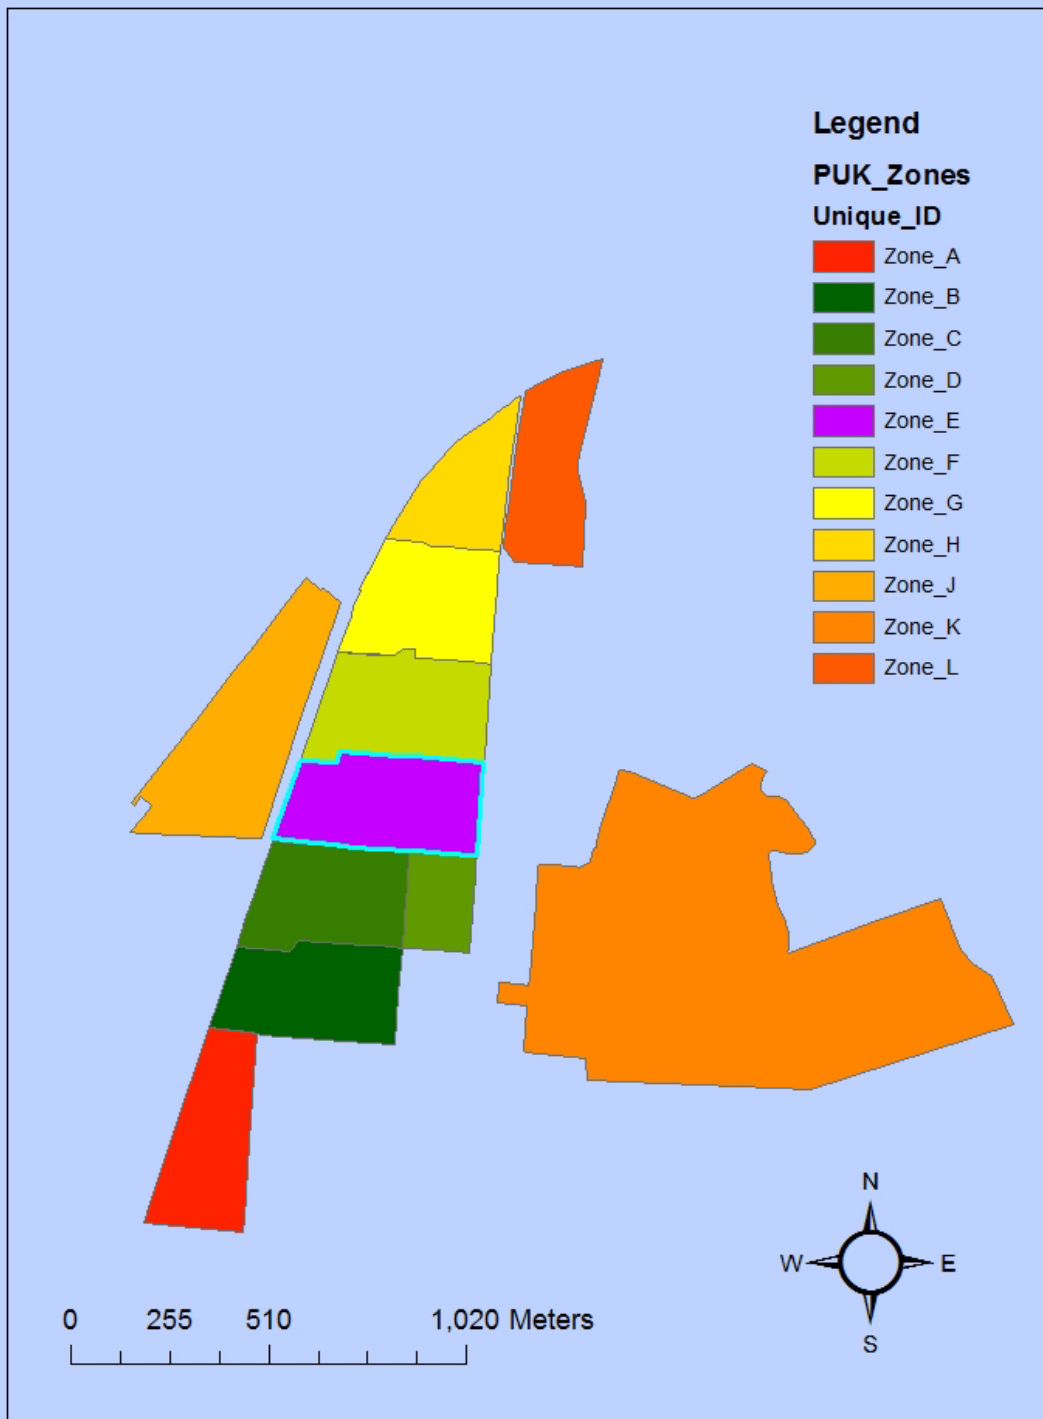 Legend
PUK_Zones
Unique_ID
Zone_A
Zone_B
Zone_C
Zone_D
Zone_E
Zone_F
Zone_G
Zone_H
Zone_J
Zone_K
Zone_L
N
W E
S
0 255 510 1,020 Meters